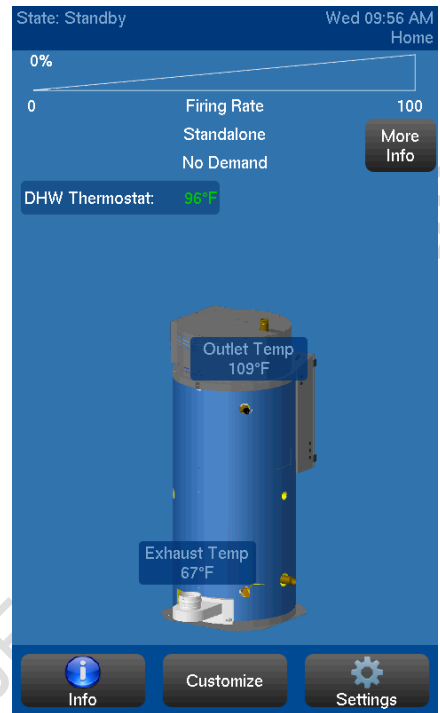 State: Standby
Wed 09:56 AM
Home
0%
0 Firing Rate 100
Standalone
No Demand
More
Info
DHW Thermostat: 96°F
Outlet Temp
109°F
Exhaust Temp
67°F
Info
Customize
Settings